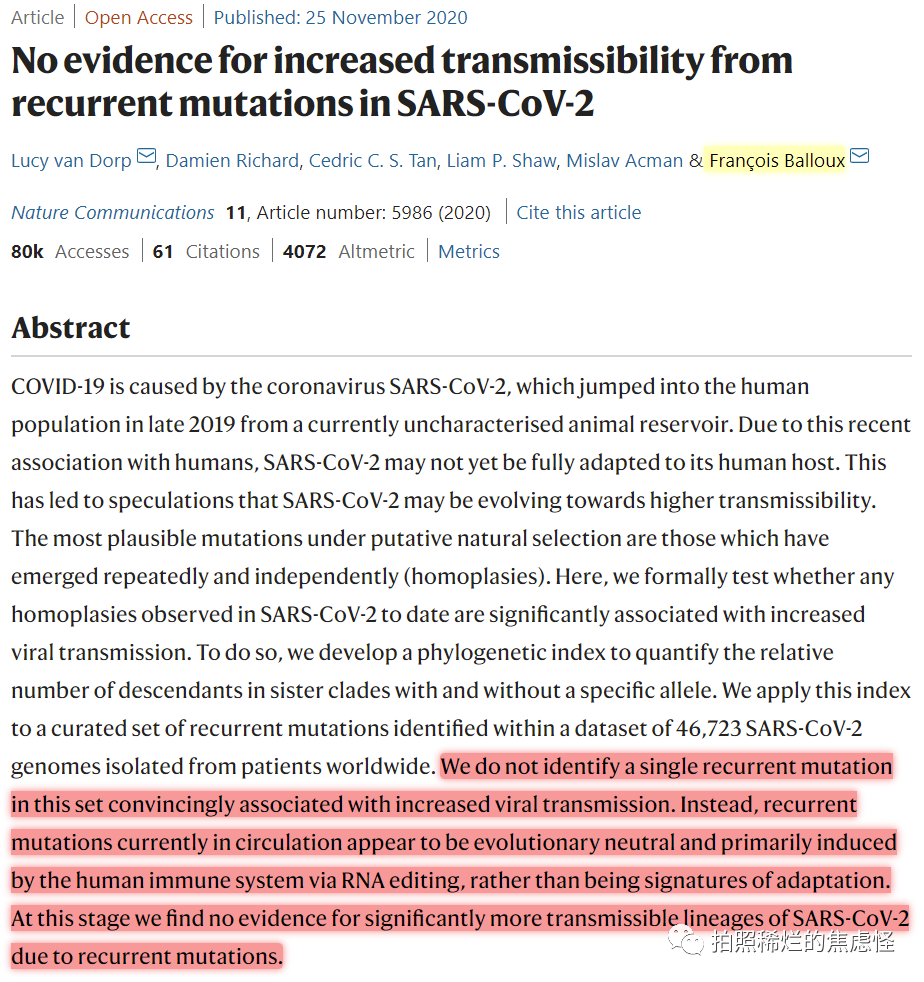 Article | Open Access | Published: 25 November 2020
No evidence for increased transmissibility from
recurrent mutations in SARS-CoV-2
Lucy van Dorp, Damien Richard, Cedric C. S. Tan, Liam P. Shaw, Mislav Acman & François Balloux
Nature Communications 11, Article number: 5986 (2020) | Cite this article
80k Accesses | 61 Citations | 4072 Altmetric | Metrics
Abstract
COVID-19 is caused by the coronavirus SARS-CoV-2, which jumped into the human
population in late 2019 from a currently uncharacterised animal reservoir. Due to this recent
association with humans, SARS-CoV-2 may not yet be fully adapted to its human host. This
has led to speculations that SARS-CoV-2 may be evolving towards higher transmissibility.
The most plausible mutations under putative natural selection are those which have
emerged repeatedly and independently (homoplasies). Here, we formally test whether any
homoplasies observed in SARS-CoV-2 to date are significantly associated with increased
viral transmission. To do so, we develop a phylogenetic index to quantify the relative
number of descendants in sister clades with and without a specific allele. We apply this index
to a curated set of recurrent mutations identified within a dataset of 46,723 SARS-CoV-2
genomes isolated from patients worldwide. We do not identify a single recurrent mutation
in this set convincingly associated with increased viral transmission. Instead, recurrent
mutations currently in circulation appear to be evolutionary neutral and primarily induced
by the human immune system via RNA editing, rather than being signatures of adaptation.
At this stage we find no evidence for significantly more transmissible lineages of SARS-CoV-2
due to recurrent mutations.
拍照稀烂的焦虑怪